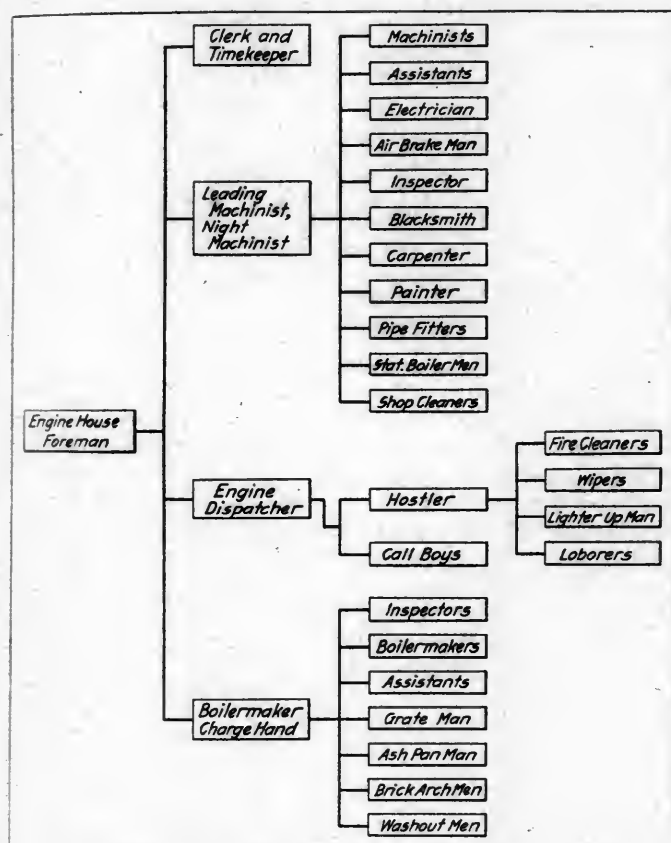 Clerk and
Timekeeper
Machinists
Assistants
Electrician
Air Brake Man
Inspector
Leading
Machinist,
Night
Machinist
Blacksmith
Carpenter
Painter
Pipe Fitters
Stat. Boiler Men
Shop Cleaners
Engine House
Foreman
Engine
Dispatcher
Hostler
Call Boys
Fire Cleaners
Wipers
Lighter Up Man
Loborers
Boilermaker
Charge Hand
Inspectors
Boilermakers
Assistants
Grate Man
Ash Pan Man
Brick Arch Men
Washout Men